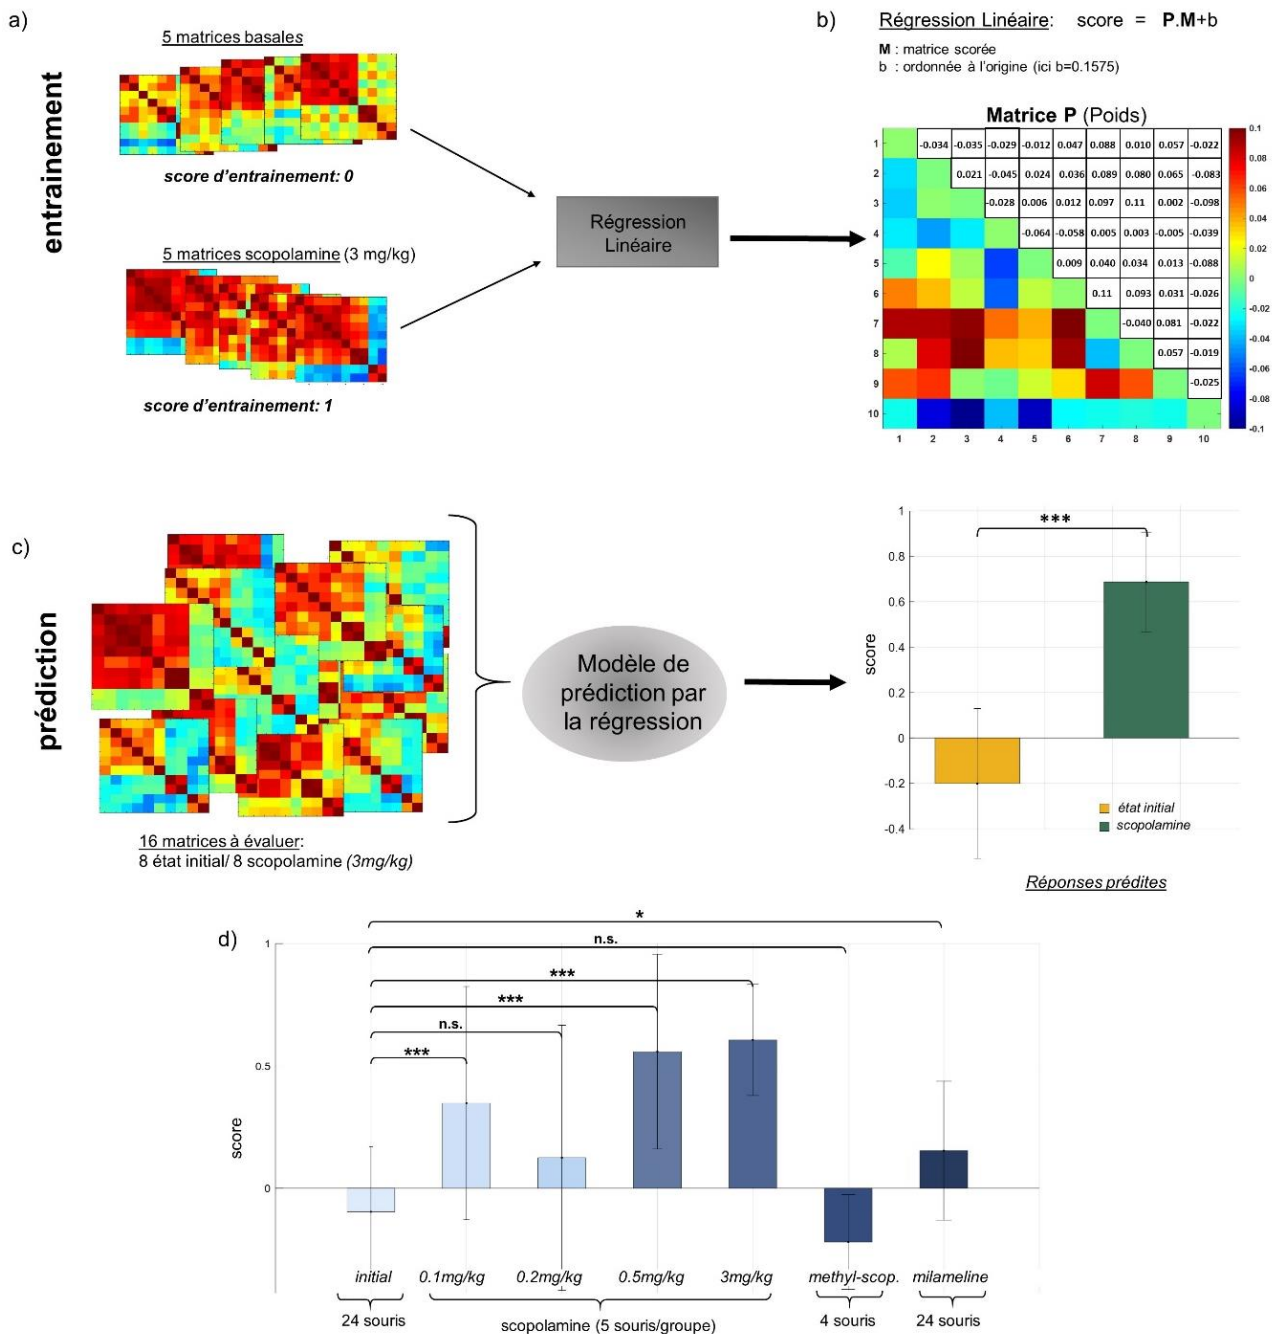 a)
entrainement
5 matrices basales
score d'entrainement: 0
5 matrices scopolamine (3 mg/kg)
score d'entrainement: 1
Régression
Linéaire
b)
Régression Linéaire: score = P.M+b
M : matrice scorée
b : ordonnée à l'origine (ici b=0.1575)
Matrice P (Poids)
1 -0.034 -0.035 -0.029 -0.012 0.047 0.088 0.010 0.057 -0.022
2 0.021 -0.045 0.024 0.036 0.089 0.080 0.065 -0.083
3 -0.028 0.006 0.012 0.097 0.11 0.002 -0.098
4 -0.064 -0.058 0.005 0.003 -0.005 -0.039
5 0.009 0.040 0.034 0.013 -0.088
6 0.11 0.093 0.031 -0.026
7 -0.040 0.081 -0.022
8 0.057 -0.019
9 -0.025
10
1 2 3 4 5 6 7 8 9 10
0.1
0.08
0.06
0.04
0.02
0
-0.02
-0.04
-0.06
-0.08
-0.1
c)
prédiction
16 matrices à évaluer:
8 état initial/ 8 scopolamine (3mg/kg)
Modèle de
prédiction par
la régression
score
1
0.8
0.6
0.4
0.2
0
-0.2
-0.4
***
état initial
scopolamine
Réponses prédites
d)
score
1
0.5
0
*
n.s.
***
***
n.s.
***
initial 0.1mg/kg 0.2mg/kg 0.5mg/kg 3mg/kg methyl-scop. milameline
24 souris scopolamine (5 souris/groupe) 4 souris 24 souris